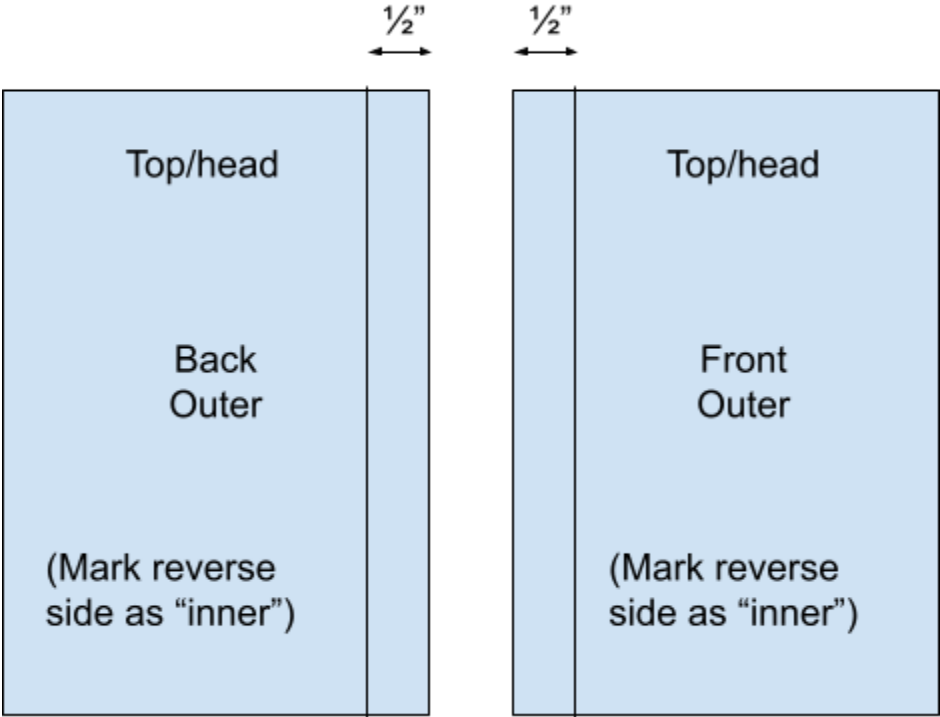 ½”
½”
Top/head
Top/head
Back
Outer
Front
Outer
(Mark reverse
side as “inner”)
(Mark reverse
side as “inner”)